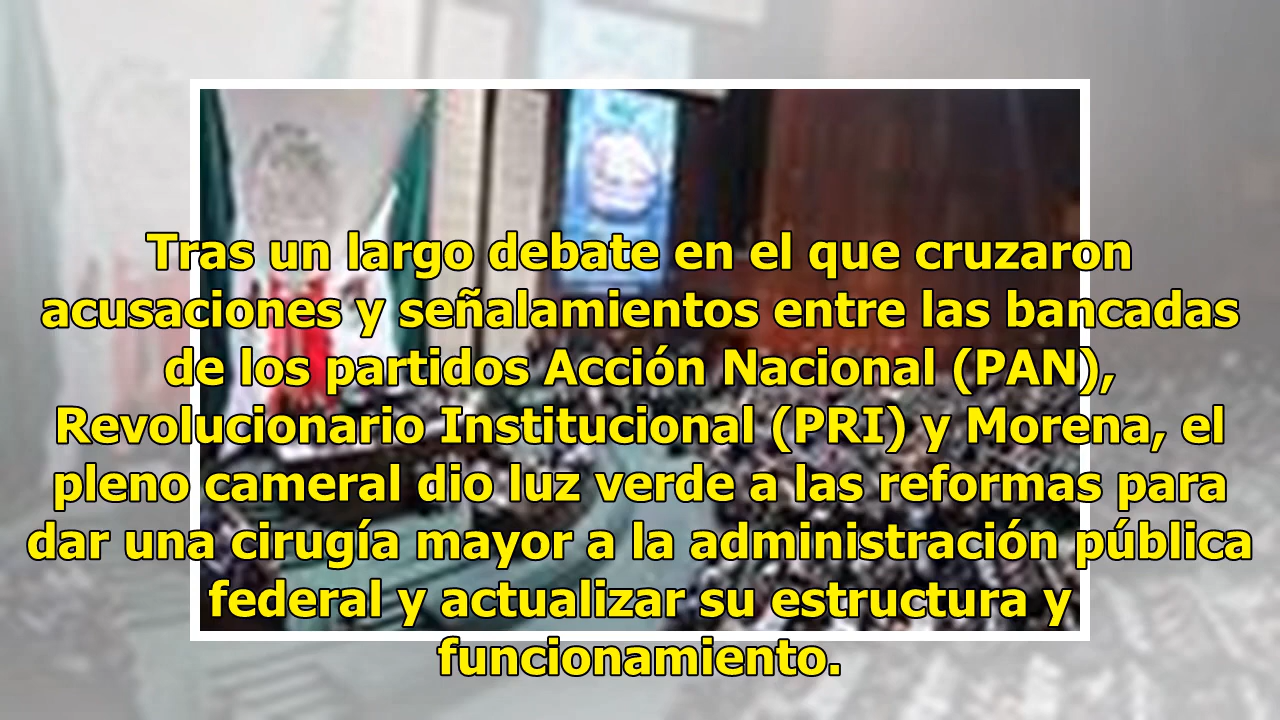 Tras un largo debate en el que cruzaron
acusaciones y señalamientos entre las bancadas
de los partidos Acción Nacional (PAN),
Revolucionario Institucional (PRI) y Morena, el
pleno cameral dio luz verde a las reformas para
dar una cirugía mayor a la administración pública
federal y actualizar su estructura y
funcionamiento.